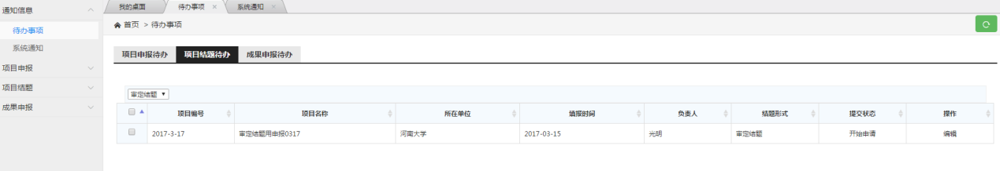 通知信息
待办事项
系统通知
项目申报
项目结题
成果申报
我的桌面 待办事项 × 系统通知 ×
首页 > 待办事项
项目申报待办 项目结题待办 成果申报待办
审定结题
项目编号 项目名称 所在单位 填报时间 负责人 结题形式 提交状态 操作
2017-3-17 审定结题用申报0317 河南大学 2017-03-15 光明 审定结题 开始申请 编辑